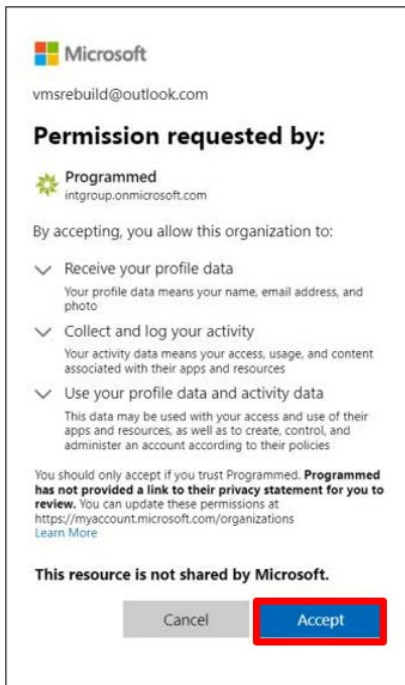 Microsoft
vmsrebuild@outlook.com
Permission requested by:
Programmed
intgroup.onmicrosoft.com
By accepting, you allow this organization to:
Receive your profile data
Your profile data means your name, email address, and
photo
Collect and log your activity
Your activity data means your access, usage, and content
associated with their apps and resources
Use your profile data and activity data
This data may be used with your access and use of their
apps and resources, as well as to create, control, and
administer an account according to their policies
You should only accept if you trust Programmed. Programmed
has not provided a link to their privacy statement for you to
review. You can update these permissions at
https://myaccount.microsoft.com/organizations
Learn More
This resource is not shared by Microsoft.
Cancel Accept